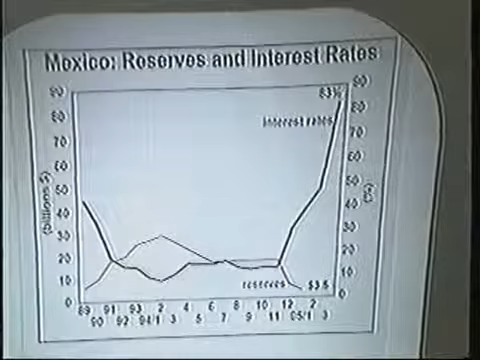 Mexico: Reserves and Interest Rates
90 90
83%
80 80
interest rates
70 70
60 60
50 50
(billions $) (%)
40 40
30 30
20 20
10 10
reserves $3.5
0 0
89 91 93 2 4 6 8 10 12 2
90 92 94/1 3 5 7 9 11 95/1 3